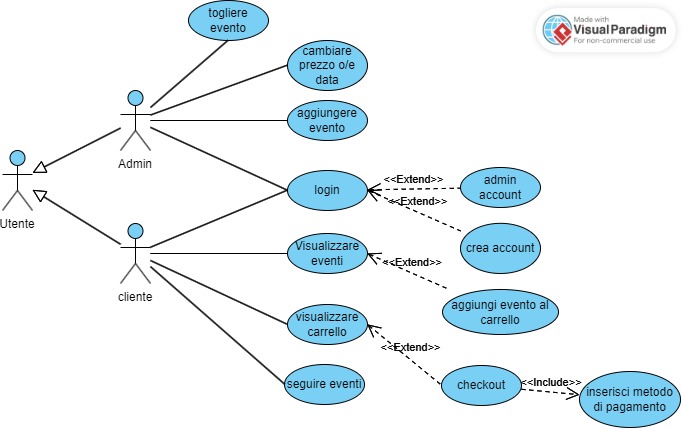 togliere
evento
Made with
Visual Paradigm
For non-commercial use
cambiare
prezzo o/e
data
aggiungere
evento
Admin
login
<<Extend>>
admin
account
<<Extend>>
Utente
crea account
Visualizzare
eventi
<<Extend>>
cliente
aggiungi evento al
carrello
visualizzare
carrello
<<Extend>>
seguire eventi
checkout
<<Include>>
inserisci metodo
di pagamento